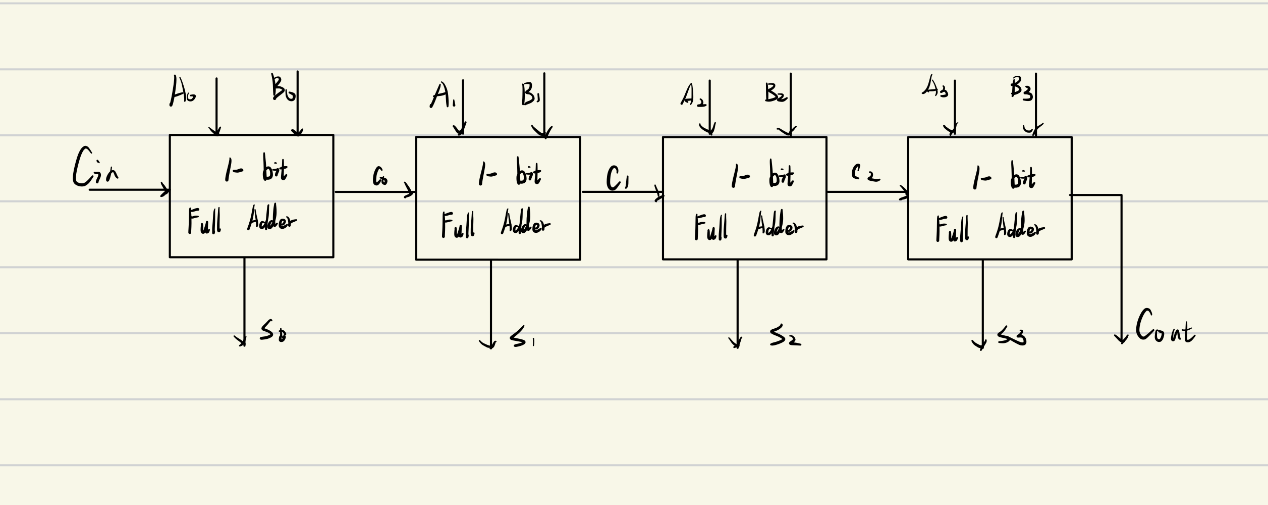 A₀ B₀ A₁ B₁ A₂ B₂ A₃ B₃
Cin 1-bit C₀ 1-bit C₁ 1-bit C₂ 1-bit
Full Adder Full Adder Full Adder Full Adder
S₀ S₁ S₂ S₃ Cout